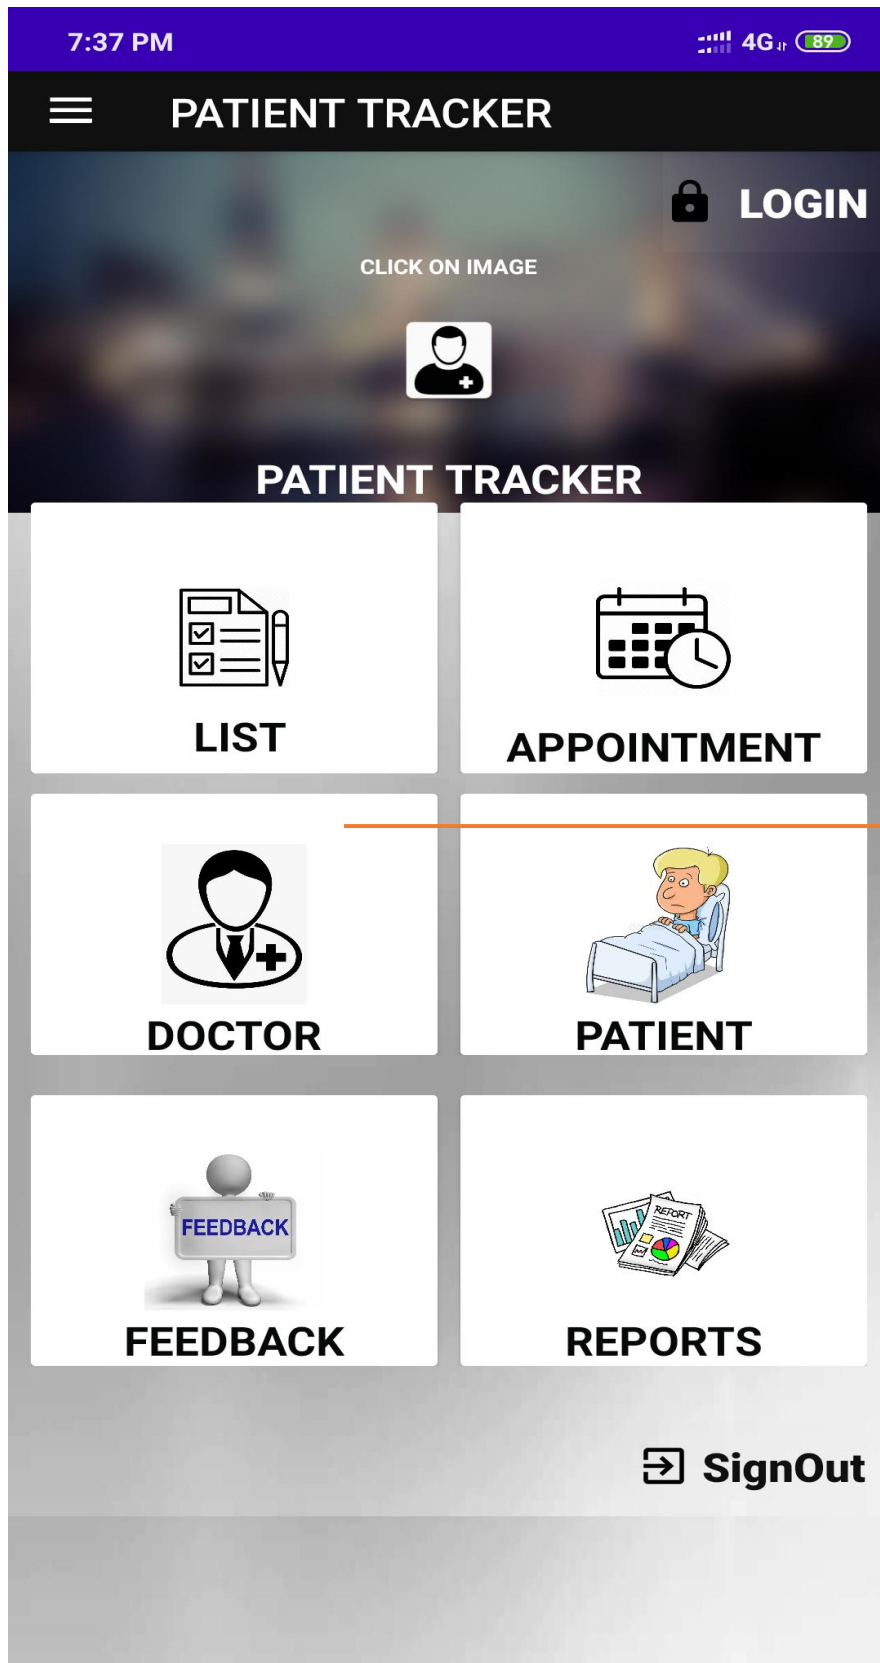 7:37 PM 4G 89
PATIENT TRACKER
LOGIN
CLICK ON IMAGE
PATIENT TRACKER
LIST
APPOINTMENT
DOCTOR
PATIENT
FEEDBACK
REPORT
FEEDBACK
REPORTS
SignOut